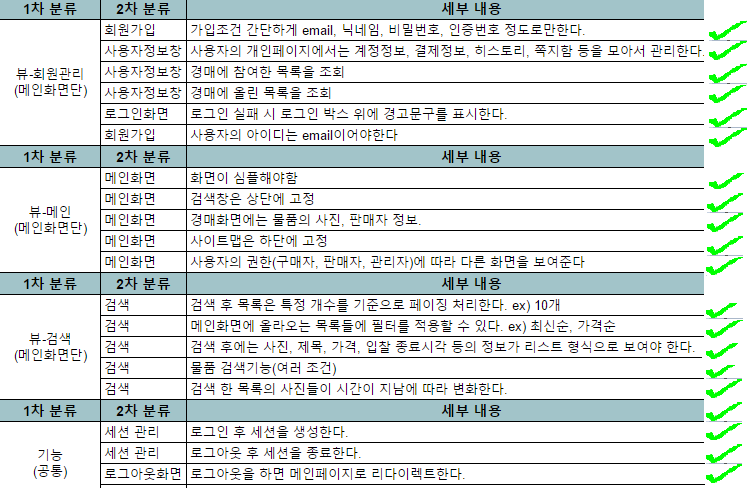 1차 분류 2차 분류 세부 내용
뷰-회원관리
(메인화면단)
회원가입 가입조건 간단하게 email, 닉네임, 비밀번호, 인증번호 정도로만한다.
사용자정보창 사용자의 개인페이지에서는 계정정보, 결제정보, 히스토리, 쪽지함 등을 모아서 관리한다.
사용자정보창 경매에 참여한 목록을 조회
사용자정보창 경매에 올린 목록을 조회
로그인화면 로그인 실패 시 로그인 박스 위에 경고문구를 표시한다.
회원가입 사용자의 아이디는 email이어야한다
1차 분류 2차 분류 세부 내용
뷰-메인
(메인화면단)
메인화면 화면이 심플해야함
메인화면 검색창은 상단에 고정
메인화면 경매화면에는 물품의 사진, 판매자 정보.
메인화면 사이트맵은 하단에 고정
메인화면 사용자의 권한(구매자, 판매자, 관리자)에 따라 다른 화면을 보여준다
1차 분류 2차 분류 세부 내용
뷰-검색
(메인화면단)
검색 검색 후 목록은 특정 개수를 기준으로 페이징 처리한다. ex) 10개
검색 메인화면에 올라오는 목록들에 필터를 적용할 수 있다. ex) 최신순, 가격순
검색 검색 후에는 사진, 제목, 가격, 입찰 종료시각 등의 정보가 리스트 형식으로 보여야 한다.
검색 물품 검색기능(여러 조건)
검색 검색 한 목록의 사진들이 시간이 지남에 따라 변화한다.
1차 분류 2차 분류 세부 내용
기능
(공통)
세션 관리 로그인 후 세션을 생성한다.
세션 관리 로그아웃 후 세션을 종료한다.
로그아웃화면 로그아웃을 하면 메인페이지로 리다이렉트한다.